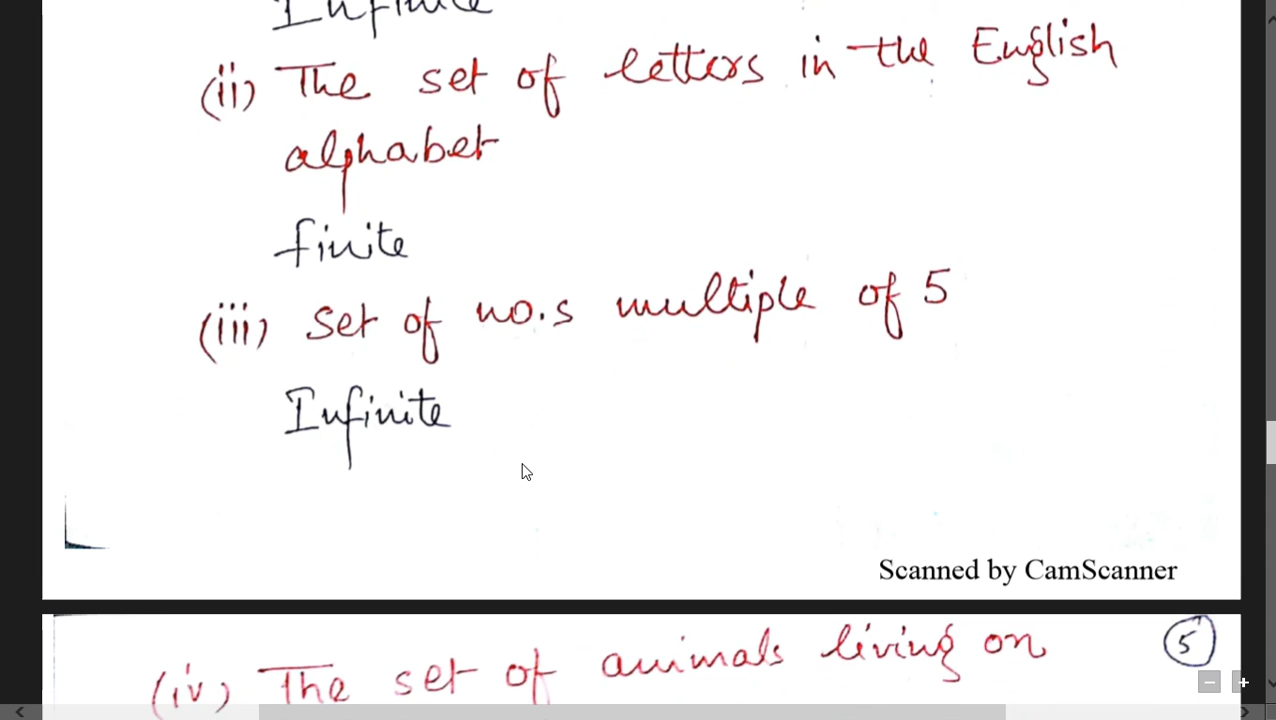 Infinite
(ii) The set of letters in the English
alphabet
finite
(iii) set of no.s multiple of 5
Infinite
Scanned by CamScanner
(iv) The set of animals living on
5